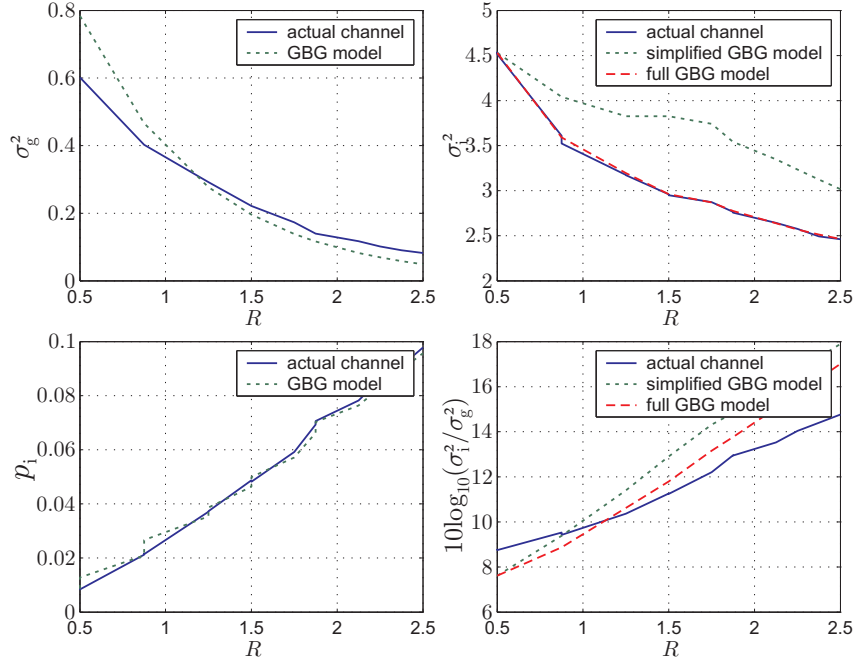 0.8
0.6
0.4
0.2
0
σ_g²
actual channel
GBG model
0.5 1 1.5 2 2.5
R
5
4.5
4
3.5
3
2.5
2
σ_i²
actual channel
simplified GBG model
full GBG model
0.5 1 1.5 2 2.5
R
0.1
0.08
0.06
0.04
0.02
0
p_i
actual channel
GBG model
0.5 1 1.5 2 2.5
R
18
16
14
12
10
8
6
10log₁₀(σ_i²/σ_g²)
actual channel
simplified GBG model
full GBG model
0.5 1 1.5 2 2.5
R